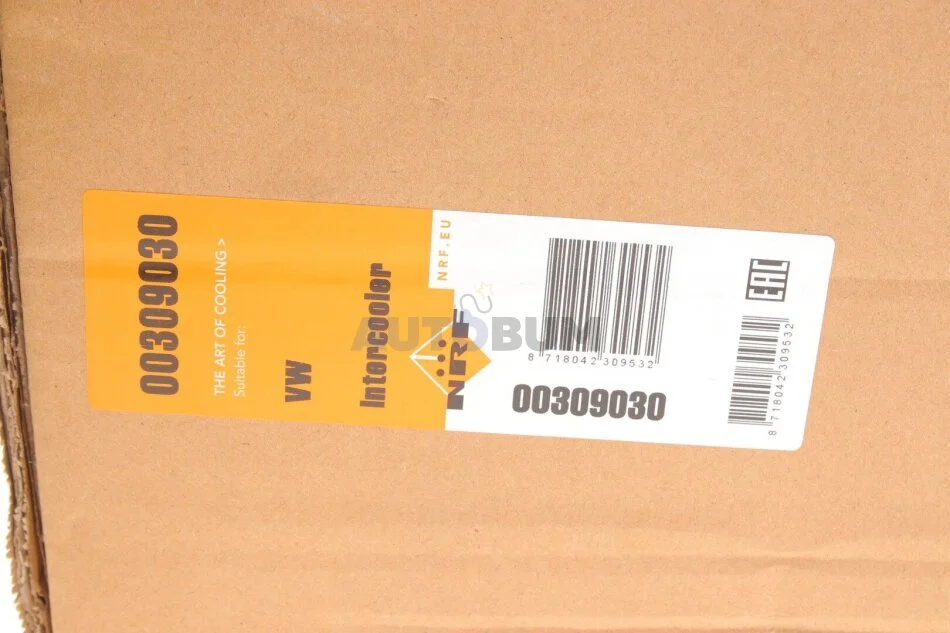 00309030
THE ART OF COOLING >
Suitable for:
VW
Intercooler
NRF.EU
NRF
AUTOBUM
8 718042 309532
00309030
EAC
8 718042 309532